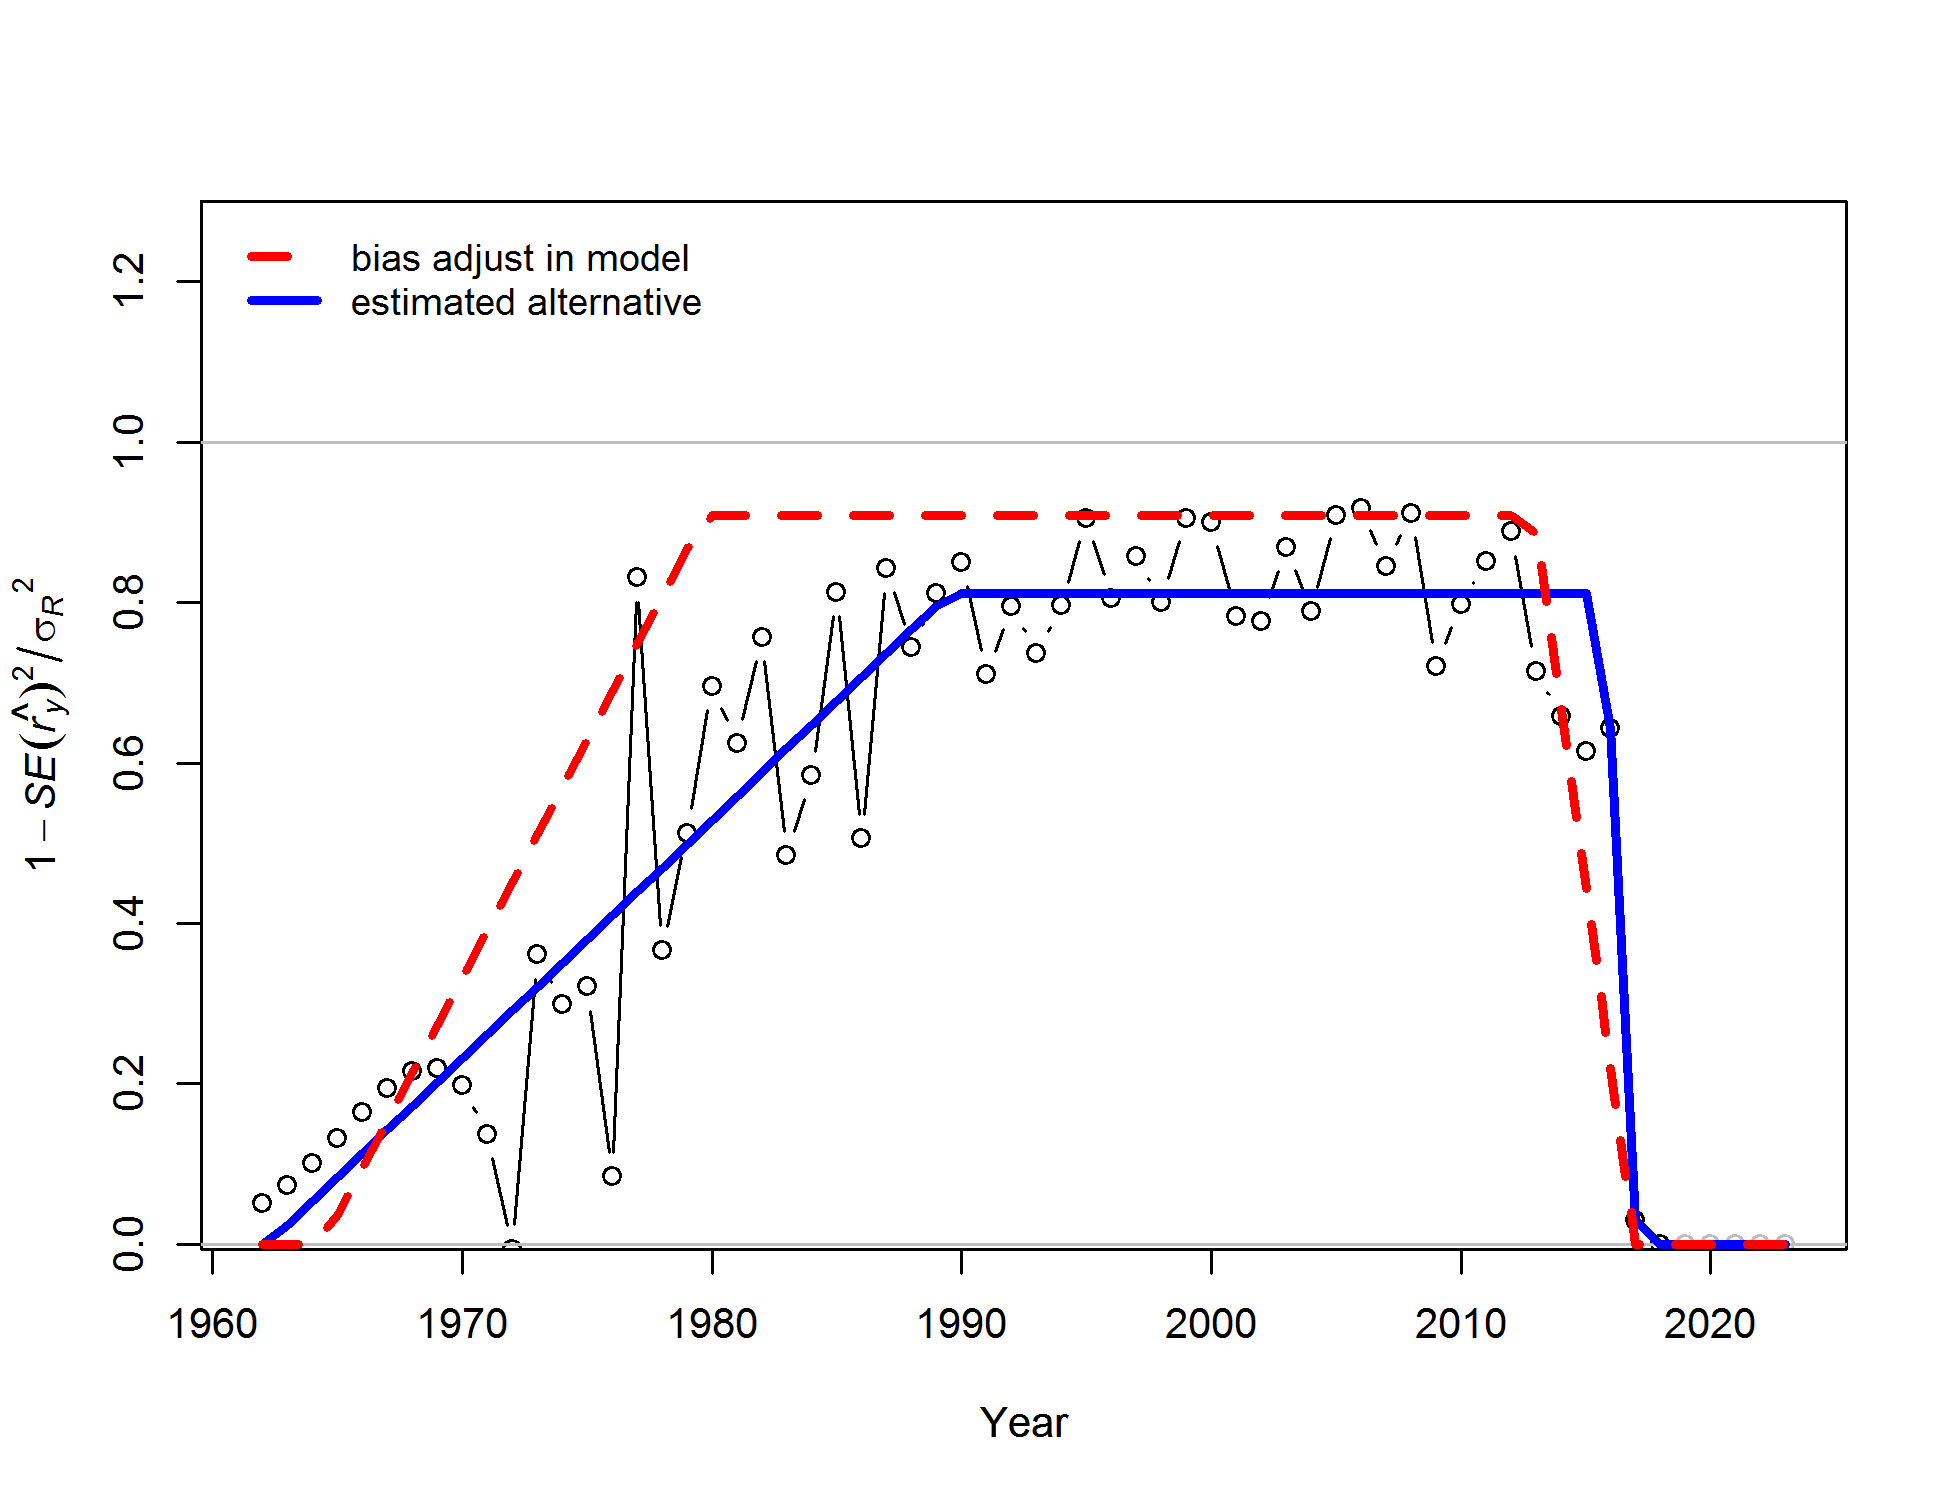 bias adjust in model
estimated alternative
1 − SE(r̂y)² / σR²
0.0
0.2
0.4
0.6
0.8
1.0
1.2
1960 1970 1980 1990 2000 2010 2020
Year